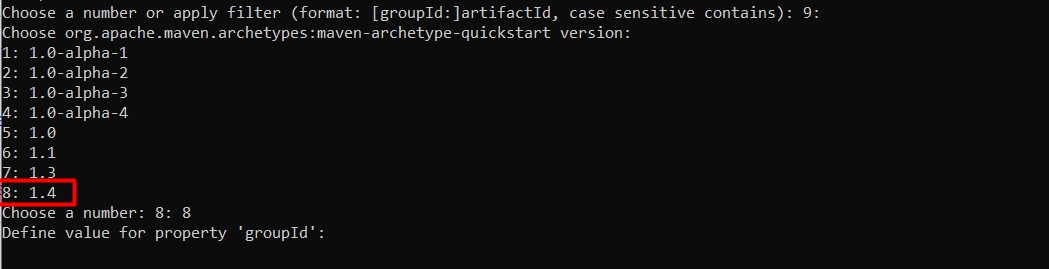 Choose a number or apply filter (format: [groupId:]artifactId, case sensitive contains): 9:
Choose org.apache.maven.archetypes:maven-archetype-quickstart version:
1: 1.0-alpha-1
2: 1.0-alpha-2
3: 1.0-alpha-3
4: 1.0-alpha-4
5: 1.0
6: 1.1
7: 1.3
8: 1.4
Choose a number: 8: 8
Define value for property 'groupId':